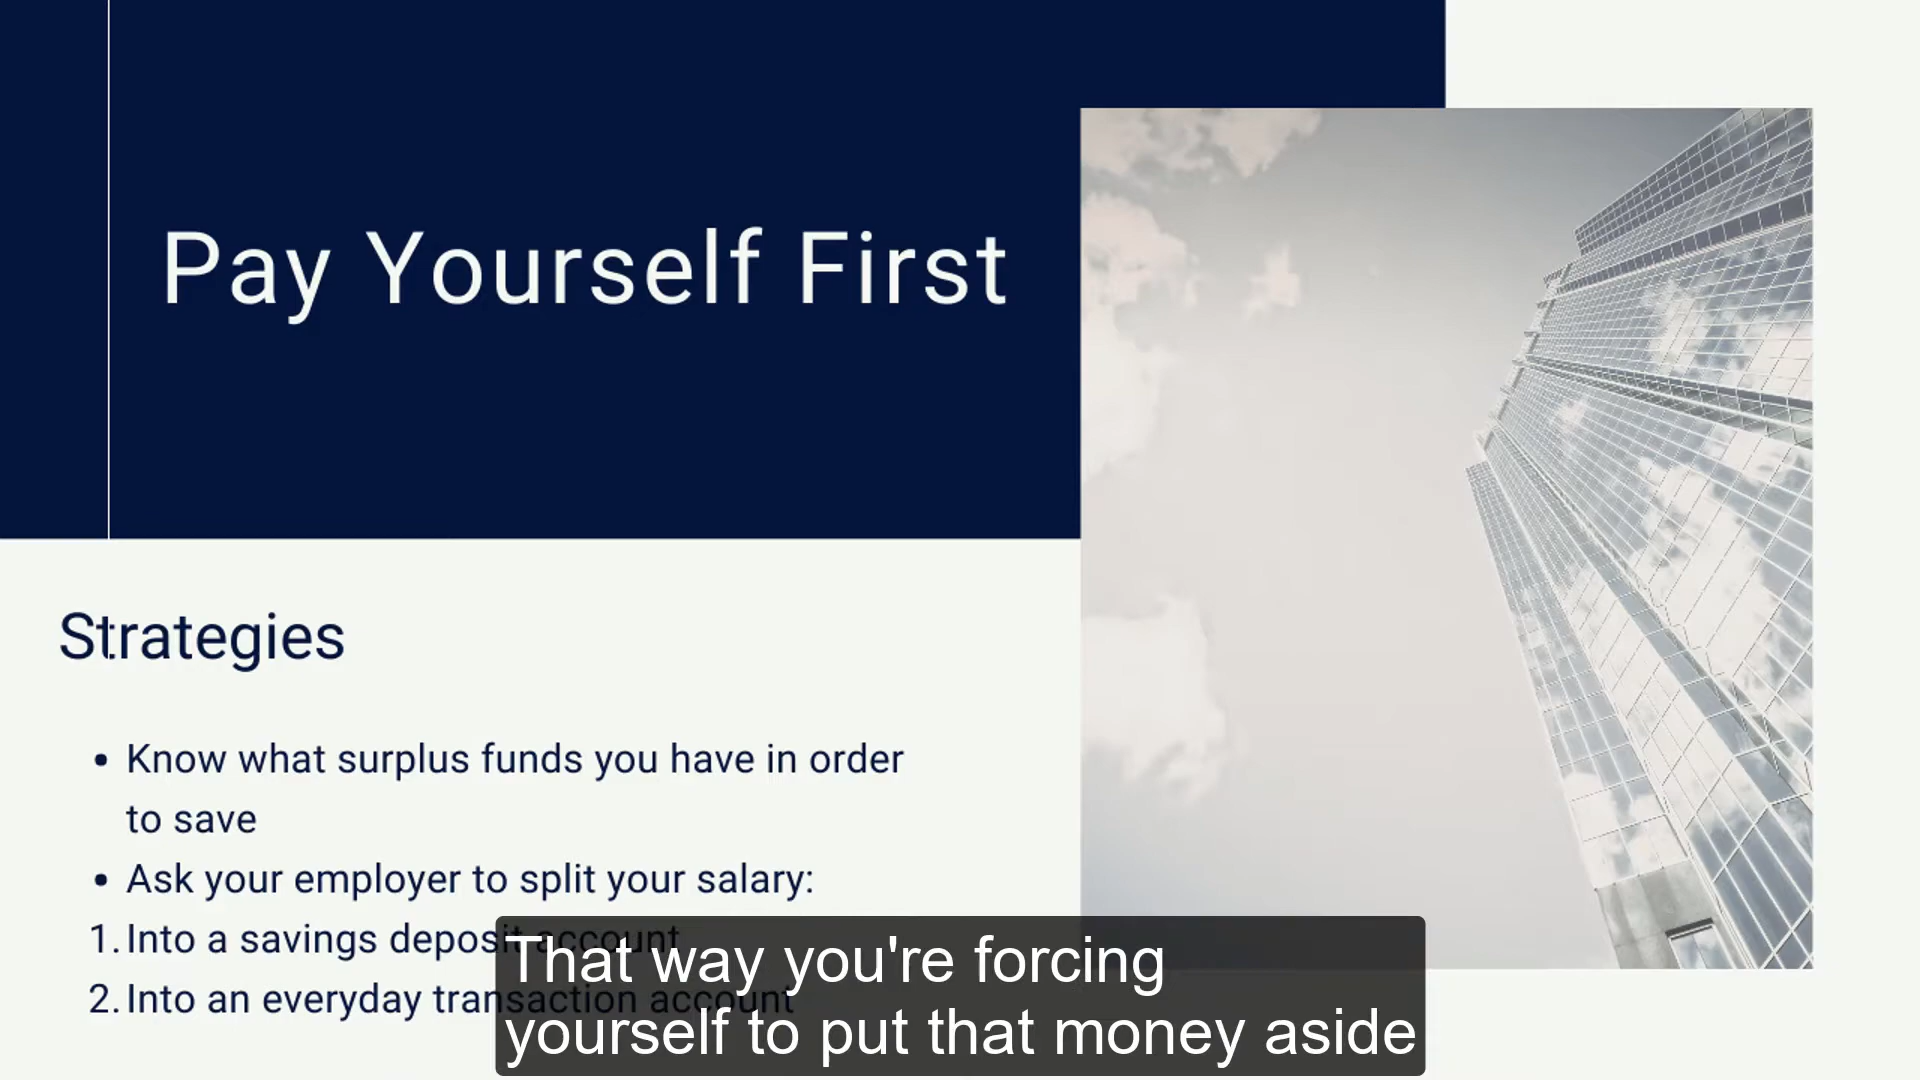 Pay Yourself First
Strategies
• Know what surplus funds you have in order
to save
• Ask your employer to split your salary:
1. Into a savings deposit account
2. Into an everyday transaction account
That way you're forcing
yourself to put that money aside